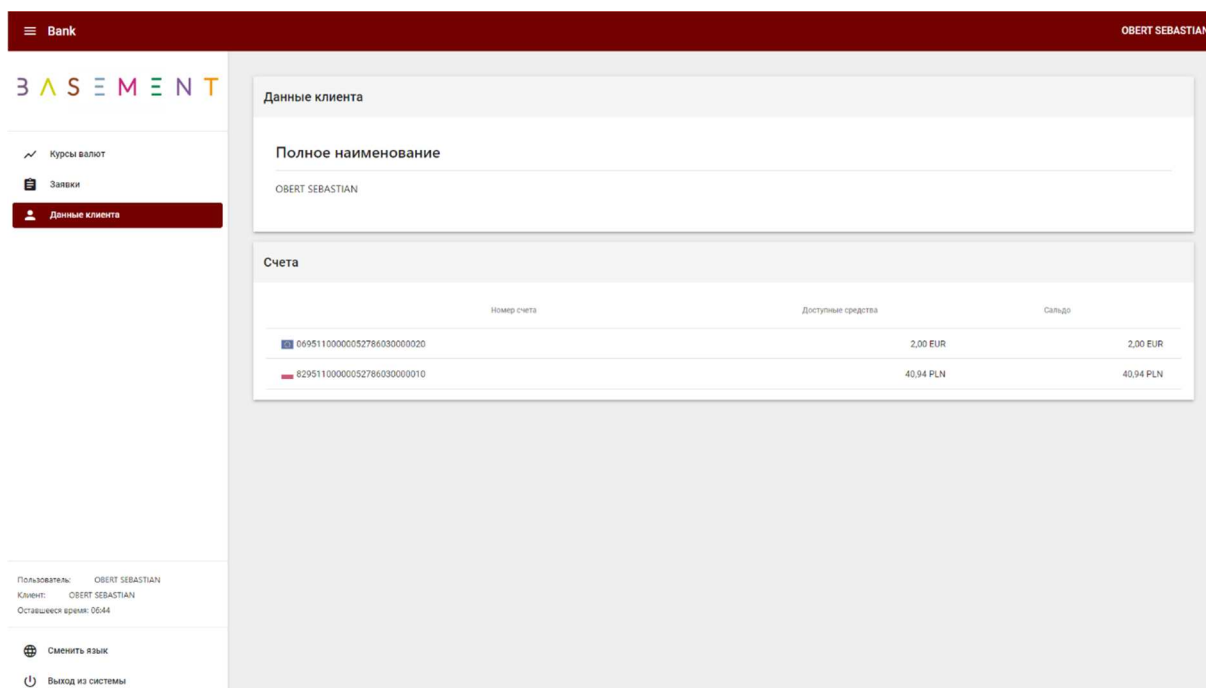 Bank
OBERT SEBASTIAN
BASEMENT
Курсы валют
Заявки
Данные клиента
Данные клиента
Полное наименование
OBERT SEBASTIAN
Счета
Номер счета Доступные средства Сальдо
06951100000052786030000020 2,00 EUR 2,00 EUR
82951100000052786030000010 40,94 PLN 40,94 PLN
Пользователь: OBERT SEBASTIAN
Клиент: OBERT SEBASTIAN
Оставшееся время: 06:44
Сменить язык
Выход из системы